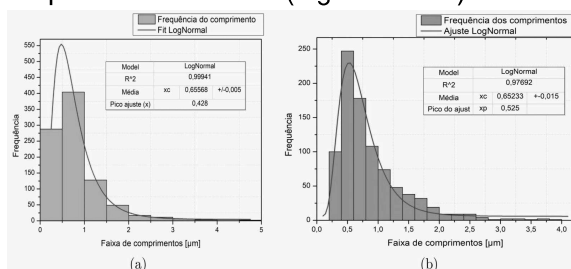 Frequência do comprimento
Fit LogNormal
Model LogNormal
R^2 0,99941
Média xc 0,65568 +/-0,005
Pico ajuste (x) 0,428
Frequência
550
500
450
400
350
300
250
200
150
100
50
0
0 1 2 3 4 5
Faixa de comprimentos [µm]
(a)
Frequência dos comprimentos
Ajuste LogNormal
Model LogNormal
R^2 0,97692
Média xc 0,65233 +-0,015
Pico do ajust xp 0,525
Frequência
250
200
150
100
50
0
0,0 0,5 1,0 1,5 2,0 2,5 3,0 3,5 4,0
Faixa de comprimentos [µm]
(b)